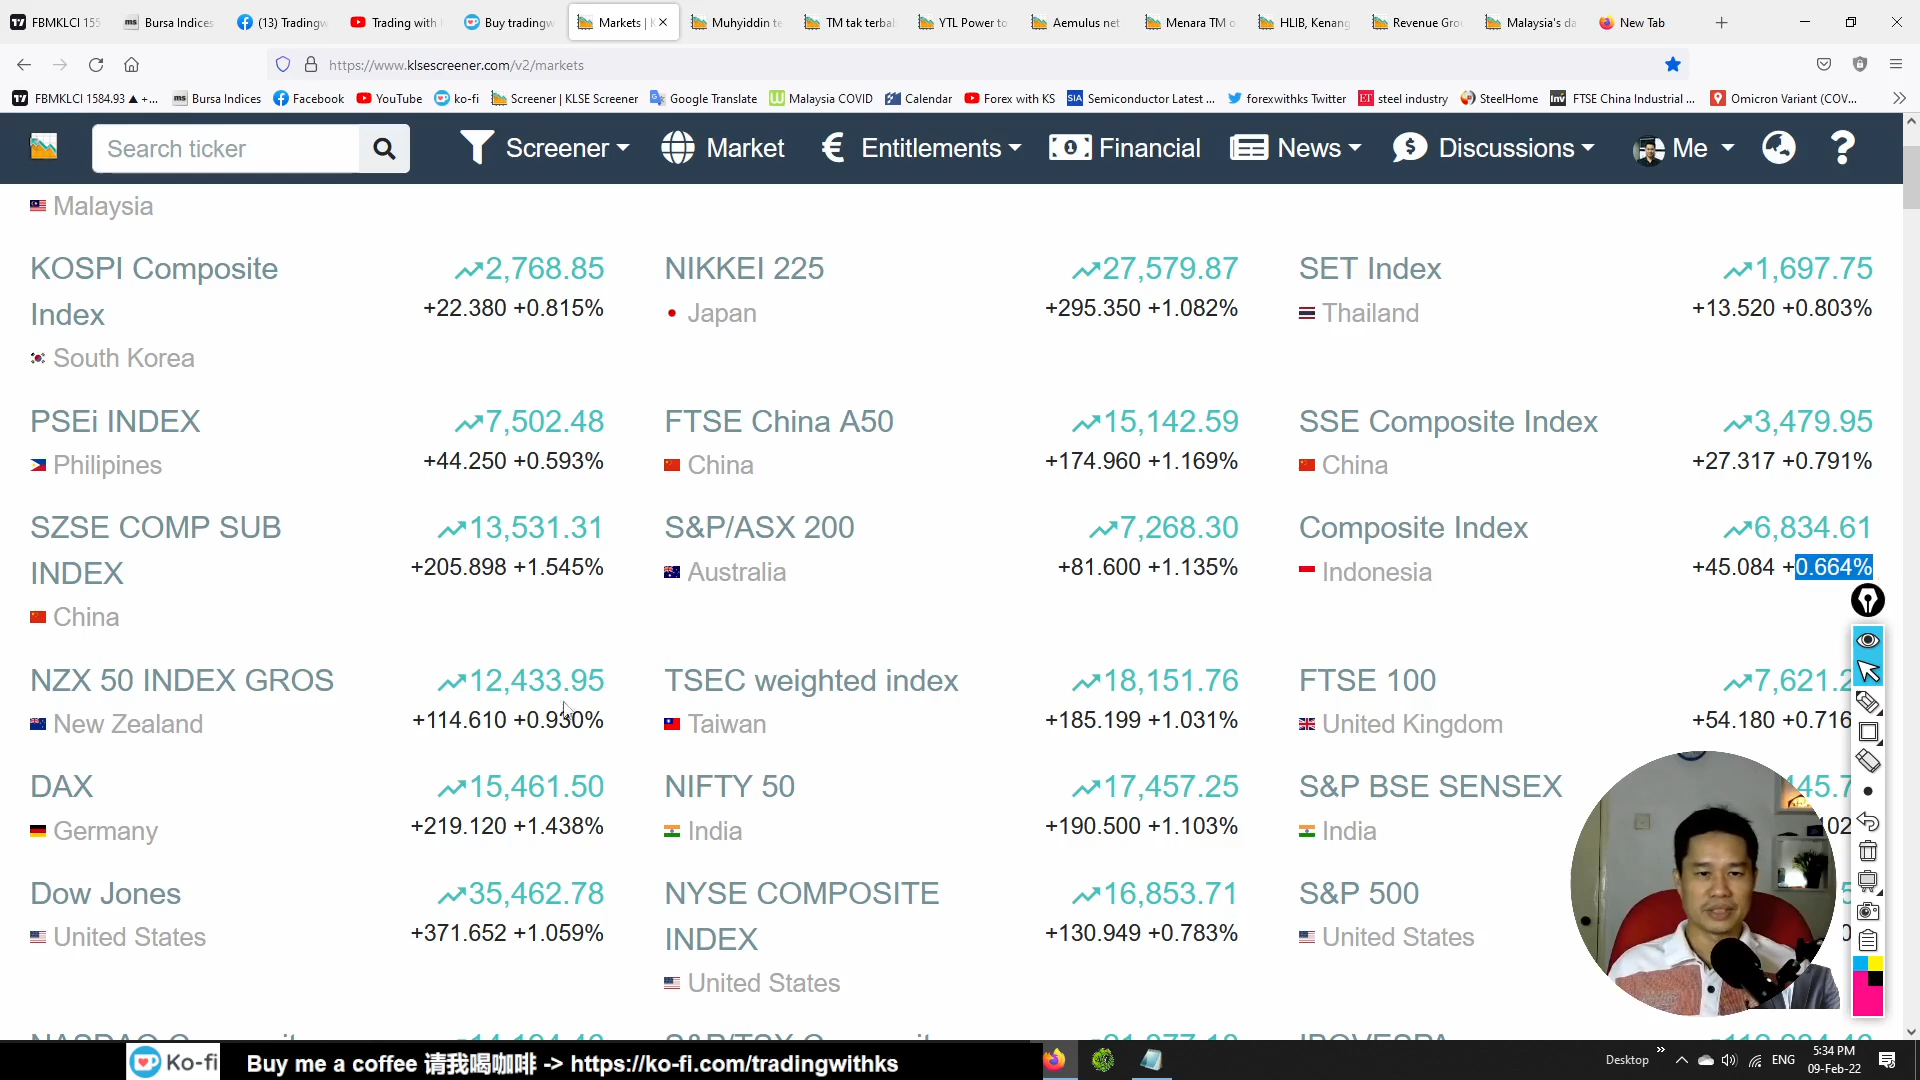 FBMKLCI 155
Bursa Indices
(13) Tradingw
Trading with
Buy tradingw
Markets | K
Muhyiddin te
TM tak terbal
YTL Power to
Aemulus net
Menara TM o
HLIB, Kenang
Revenue Gro
Malaysia's da
New Tab
https://www.klsescreener.com/v2/markets
FBMKLCI 1584.93 ▲ +...
Bursa Indices
Facebook
YouTube
ko-fi
Screener | KLSE Screener
Google Translate
Malaysia COVID
Calendar
Forex with KS
Semiconductor Latest ...
forexwithks Twitter
steel industry
SteelHome
FTSE China Industrial ...
Omicron Variant (COV...
Search ticker
Screener
Market
Entitlements
Financial
News
Discussions
Me
Malaysia
KOSPI Composite Index
2,768.85
+22.380 +0.815%
South Korea
NIKKEI 225
27,579.87
+295.350 +1.082%
Japan
SET Index
1,697.75
+13.520 +0.803%
Thailand
PSEi INDEX
7,502.48
+44.250 +0.593%
Philipines
FTSE China A50
15,142.59
+174.960 +1.169%
China
SSE Composite Index
3,479.95
+27.317 +0.791%
China
SZSE COMP SUB INDEX
13,531.31
+205.898 +1.545%
China
S&P/ASX 200
7,268.30
+81.600 +1.135%
Australia
Composite Index
6,834.61
+45.084 +0.664%
Indonesia
NZX 50 INDEX GROS
12,433.95
+114.610 +0.930%
New Zealand
TSEC weighted index
18,151.76
+185.199 +1.031%
Taiwan
FTSE 100
7,621.2
+54.180 +0.716
United Kingdom
DAX
15,461.50
+219.120 +1.438%
Germany
NIFTY 50
17,457.25
+190.500 +1.103%
India
S&P BSE SENSEX
India
Dow Jones
35,462.78
+371.652 +1.059%
United States
NYSE COMPOSITE INDEX
16,853.71
+130.949 +0.783%
United States
S&P 500
United States
Ko-fi
Buy me a coffee 请我喝咖啡 -> https://ko-fi.com/tradingwithks
Desktop
ENG
5:34 PM
09-Feb-22